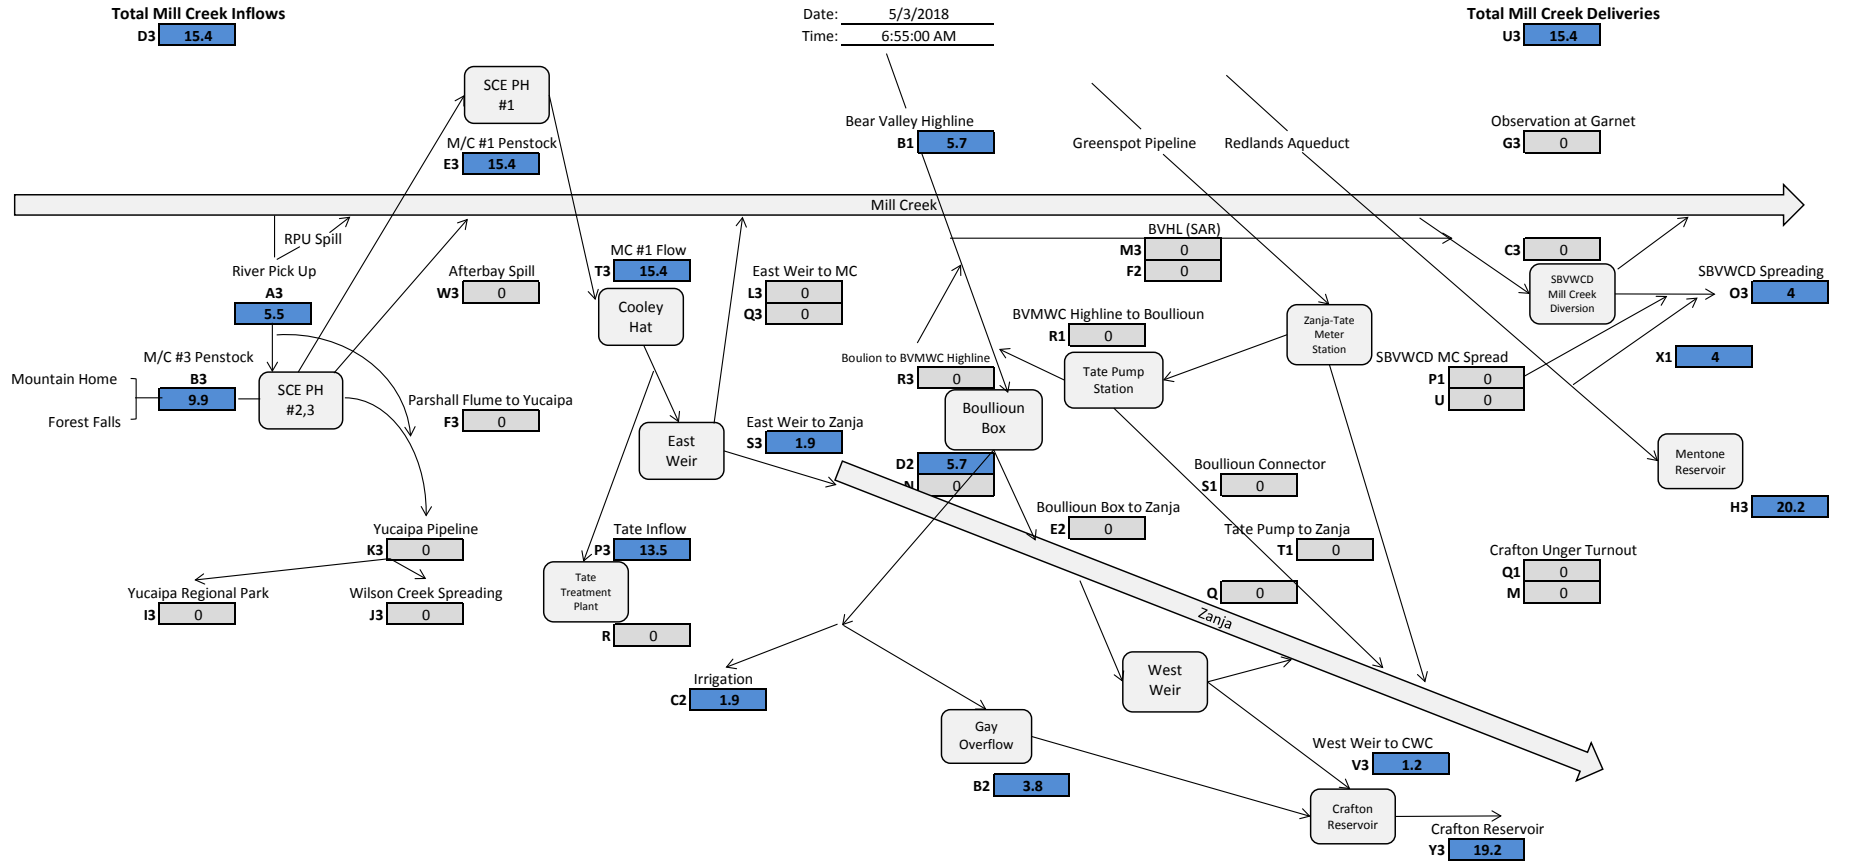 Total Mill Creek Inflows
D3 15.4
Date: 5/3/2018
Time: 6:55:00 AM
Total Mill Creek Deliveries
U3 15.4
SCE PH
#1
M/C #1 Penstock
E3 15.4
Bear Valley Highline
B1 5.7
Greenspot Pipeline
Redlands Aqueduct
Observation at Garnet
G3 0
Mill Creek
RPU Spill
River Pick Up
A3
5.5
Afterbay Spill
W3 0
MC #1 Flow
T3 15.4
Cooley
Hat
East Weir to MC
L3 0
Q3 0
BVHL (SAR)
M3 0
F2 0
C3 0
SBVWCD
Mill Creek
Diversion
SBVWCD Spreading
O3 4
X1 4
M/C #3 Penstock
B3
9.9
Mountain Home
Forest Falls
SCE PH
#2,3
Parshall Flume to Yucaipa
F3 0
Boulion to BVMWC Highline
R3 0
BVMWC Highline to Boullioun
R1 0
Tate Pump
Station
Zanja-Tate
Meter
Station
SBVWCD MC Spread
P1 0
U 0
Boullioun
Box
East
Weir
East Weir to Zanja
S3 1.9
D2 5.7
N 0
Boullioun Connector
S1 0
Mentone
Reservoir
H3 20.2
Boullioun Box to Zanja
E2 0
Tate Pump to Zanja
T1 0
Yucaipa Pipeline
K3 0
Tate Inflow
P3 13.5
Tate
Treatment
Plant
R 0
Crafton Unger Turnout
Q1 0
M 0
Yucaipa Regional Park
I3 0
Wilson Creek Spreading
J3 0
Q 0
Zanja
Irrigation
C2 1.9
West
Weir
Gay
Overflow
B2 3.8
West Weir to CWC
V3 1.2
Crafton
Reservoir
Crafton Reservoir
Y3 19.2